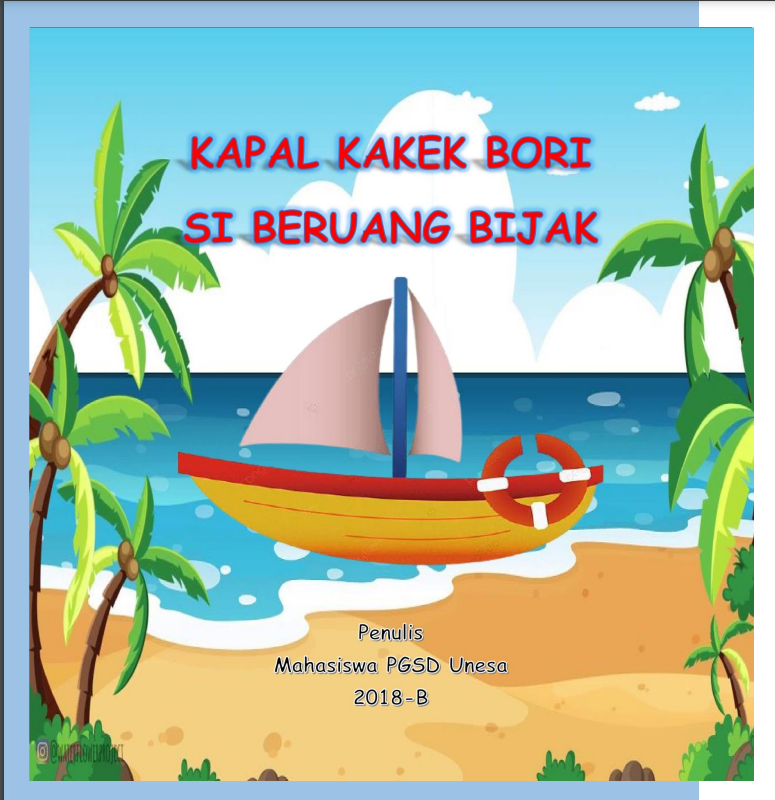 KAPAL KAKEK BORI
SI BERUANG BIJAK
Penulis
Mahasiswa PGSD Unesa
2018-B